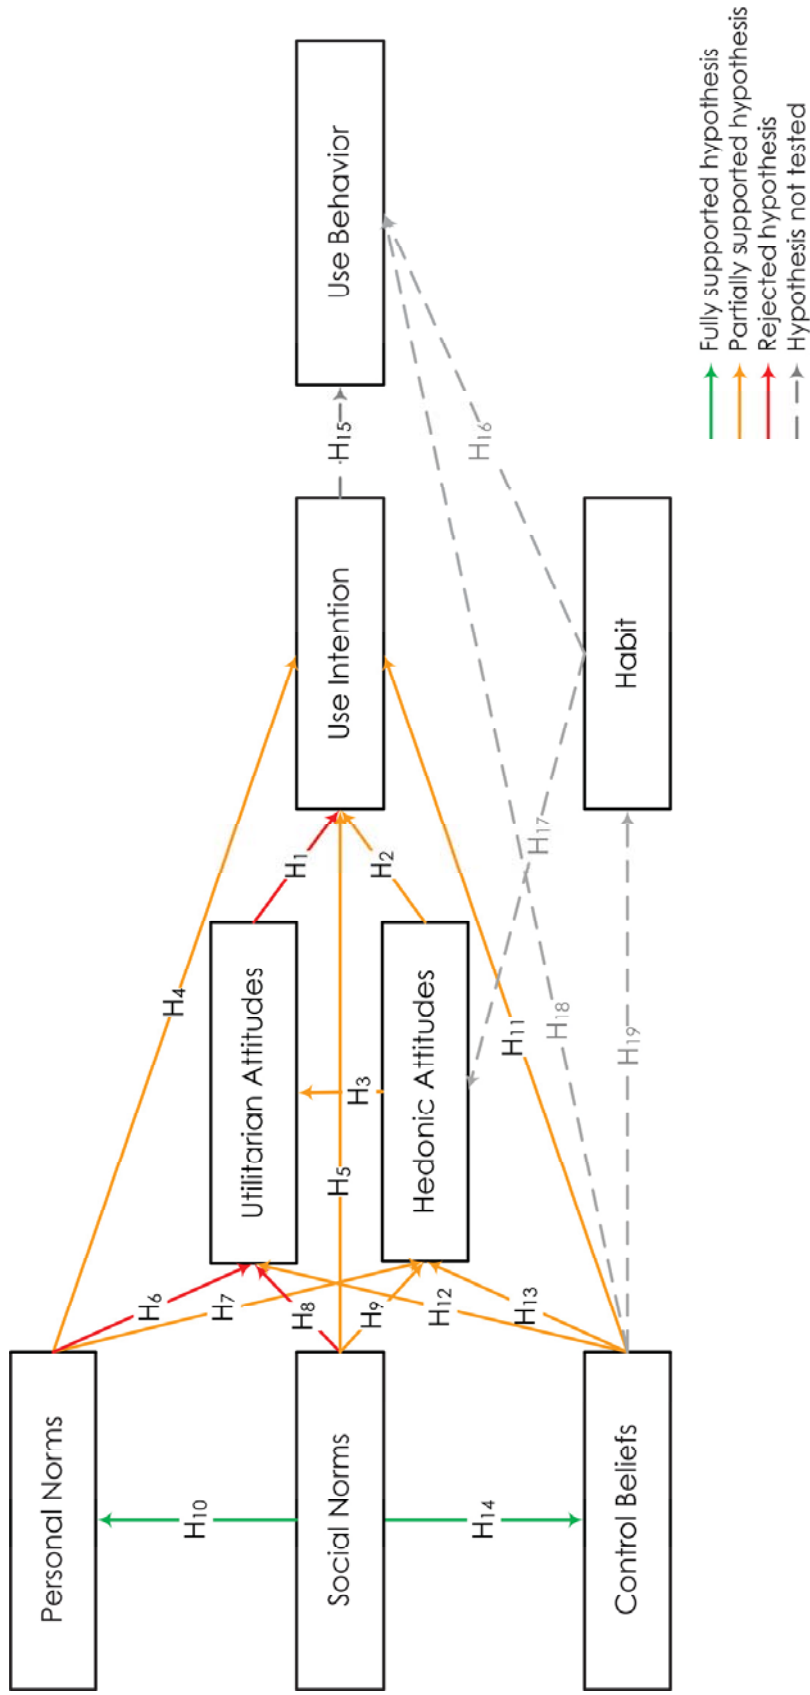 Personal Norms
Social Norms
Control Beliefs
Utilitarian Attitudes
Hedonic Attitudes
Use Intention
Habit
Use Behavior
H10
H14
H6
H7
H8
H9
H12
H13
H4
H5
H3
H11
H1
H2
H18
H19
H17
H15
H16
Fully supported hypothesis
Partially supported hypothesis
Rejected hypothesis
Hypothesis not tested